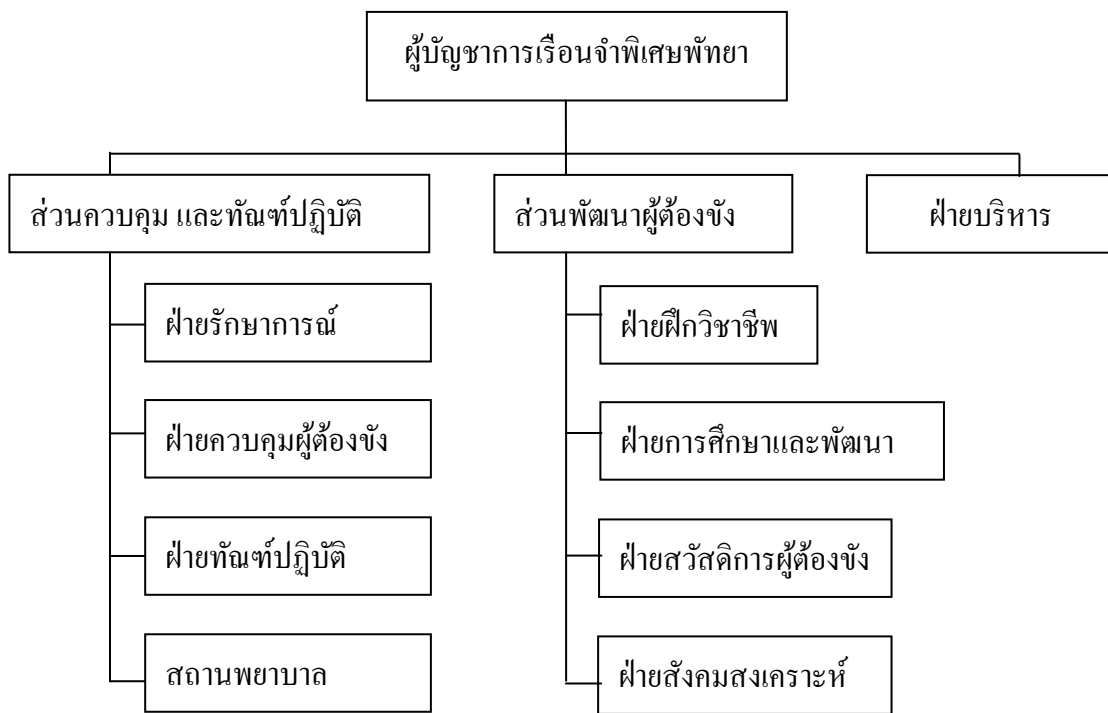 ผู้บัญชาการเรือนจำพิเศษพัทยา
ส่วนควบคุม และทัณฑ์ปฏิบัติ
ส่วนพัฒนาผู้ต้องขัง
ฝ่ายบริหาร
ฝ่ายรักษาการณ์
ฝ่ายฝึกวิชาชีพ
ฝ่ายควบคุมผู้ต้องขัง
ฝ่ายการศึกษาและพัฒนา
ฝ่ายทัณฑ์ปฏิบัติ
ฝ่ายสวัสดิการผู้ต้องขัง
สถานพยาบาล
ฝ่ายสังคมสงเคราะห์